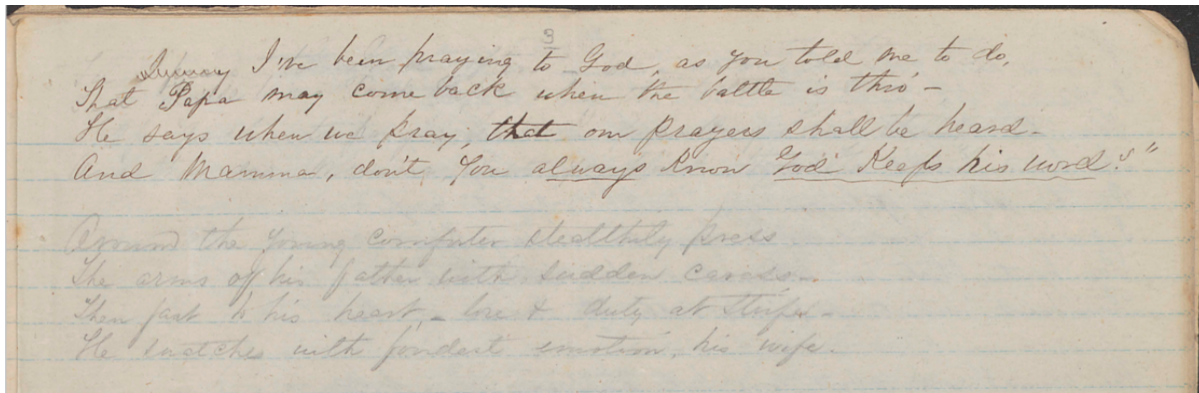 3
I've been praying to God, as you told me to do,
That Papa may come back when the battle is thro' -
He says when we pray, that our prayers shall be heard -
And Mamma, don't you always know God Keeps his word?"
Around the young comforter stealthily press
The arms of his father with sudden caress -
Then fast to his heart, - love & duty at strife -
He snatches with fondest emotion, his wife -